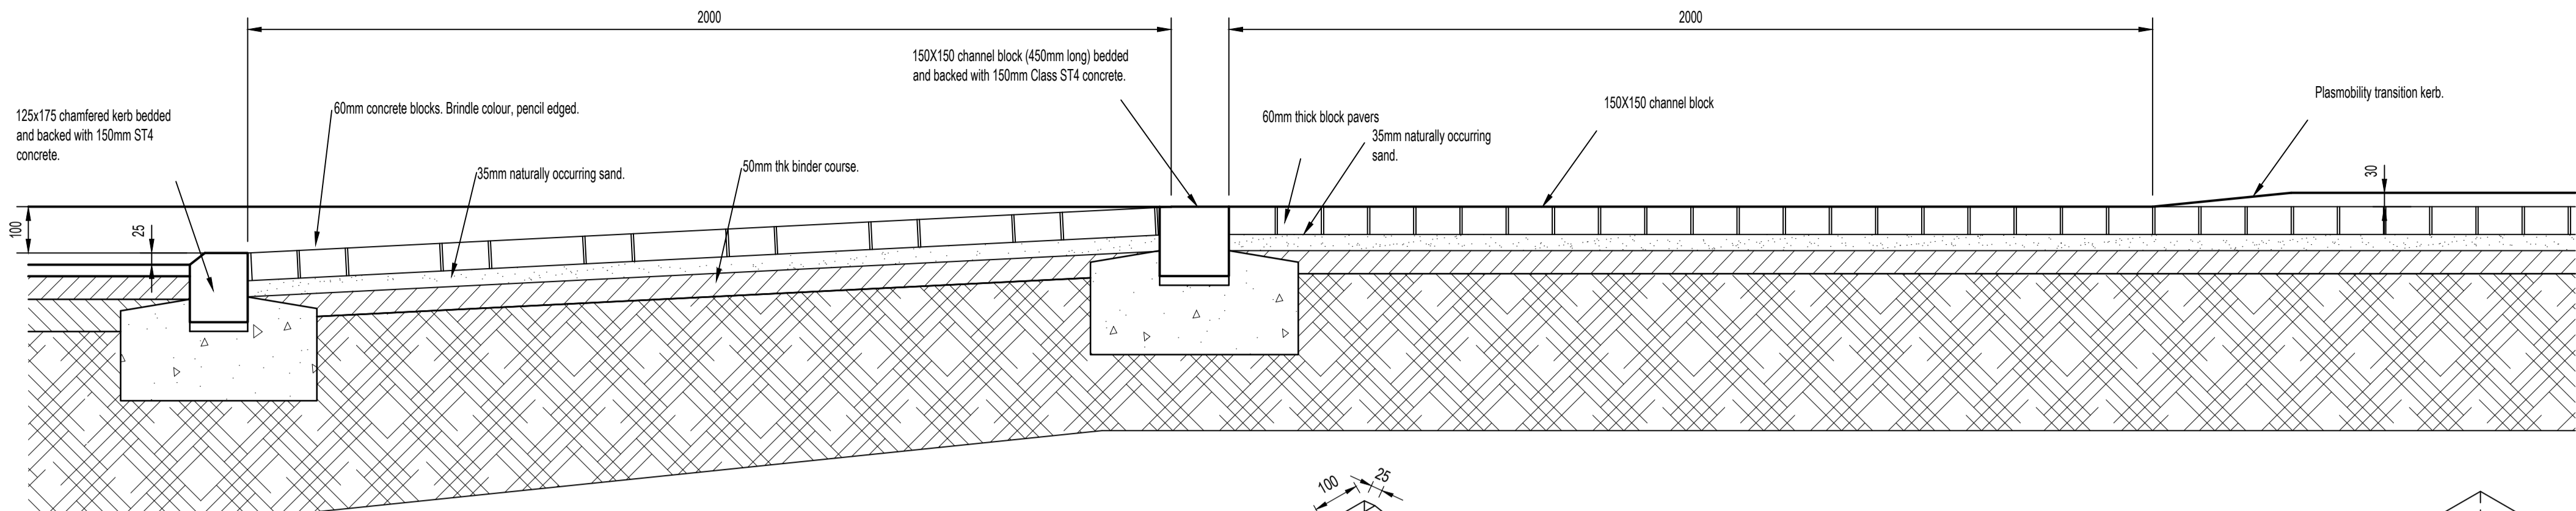 2000
2000
150X150 channel block (450mm long) bedded
and backed with 150mm Class ST4 concrete.
125x175 chamfered kerb bedded
and backed with 150mm ST4
concrete.
60mm concrete blocks. Brindle colour, pencil edged.
35mm naturally occurring sand.
50mm thk binder course.
60mm thick block pavers
35mm naturally occurring
sand.
150X150 channel block
Plasmobility transition kerb.
30
100
25
100
25